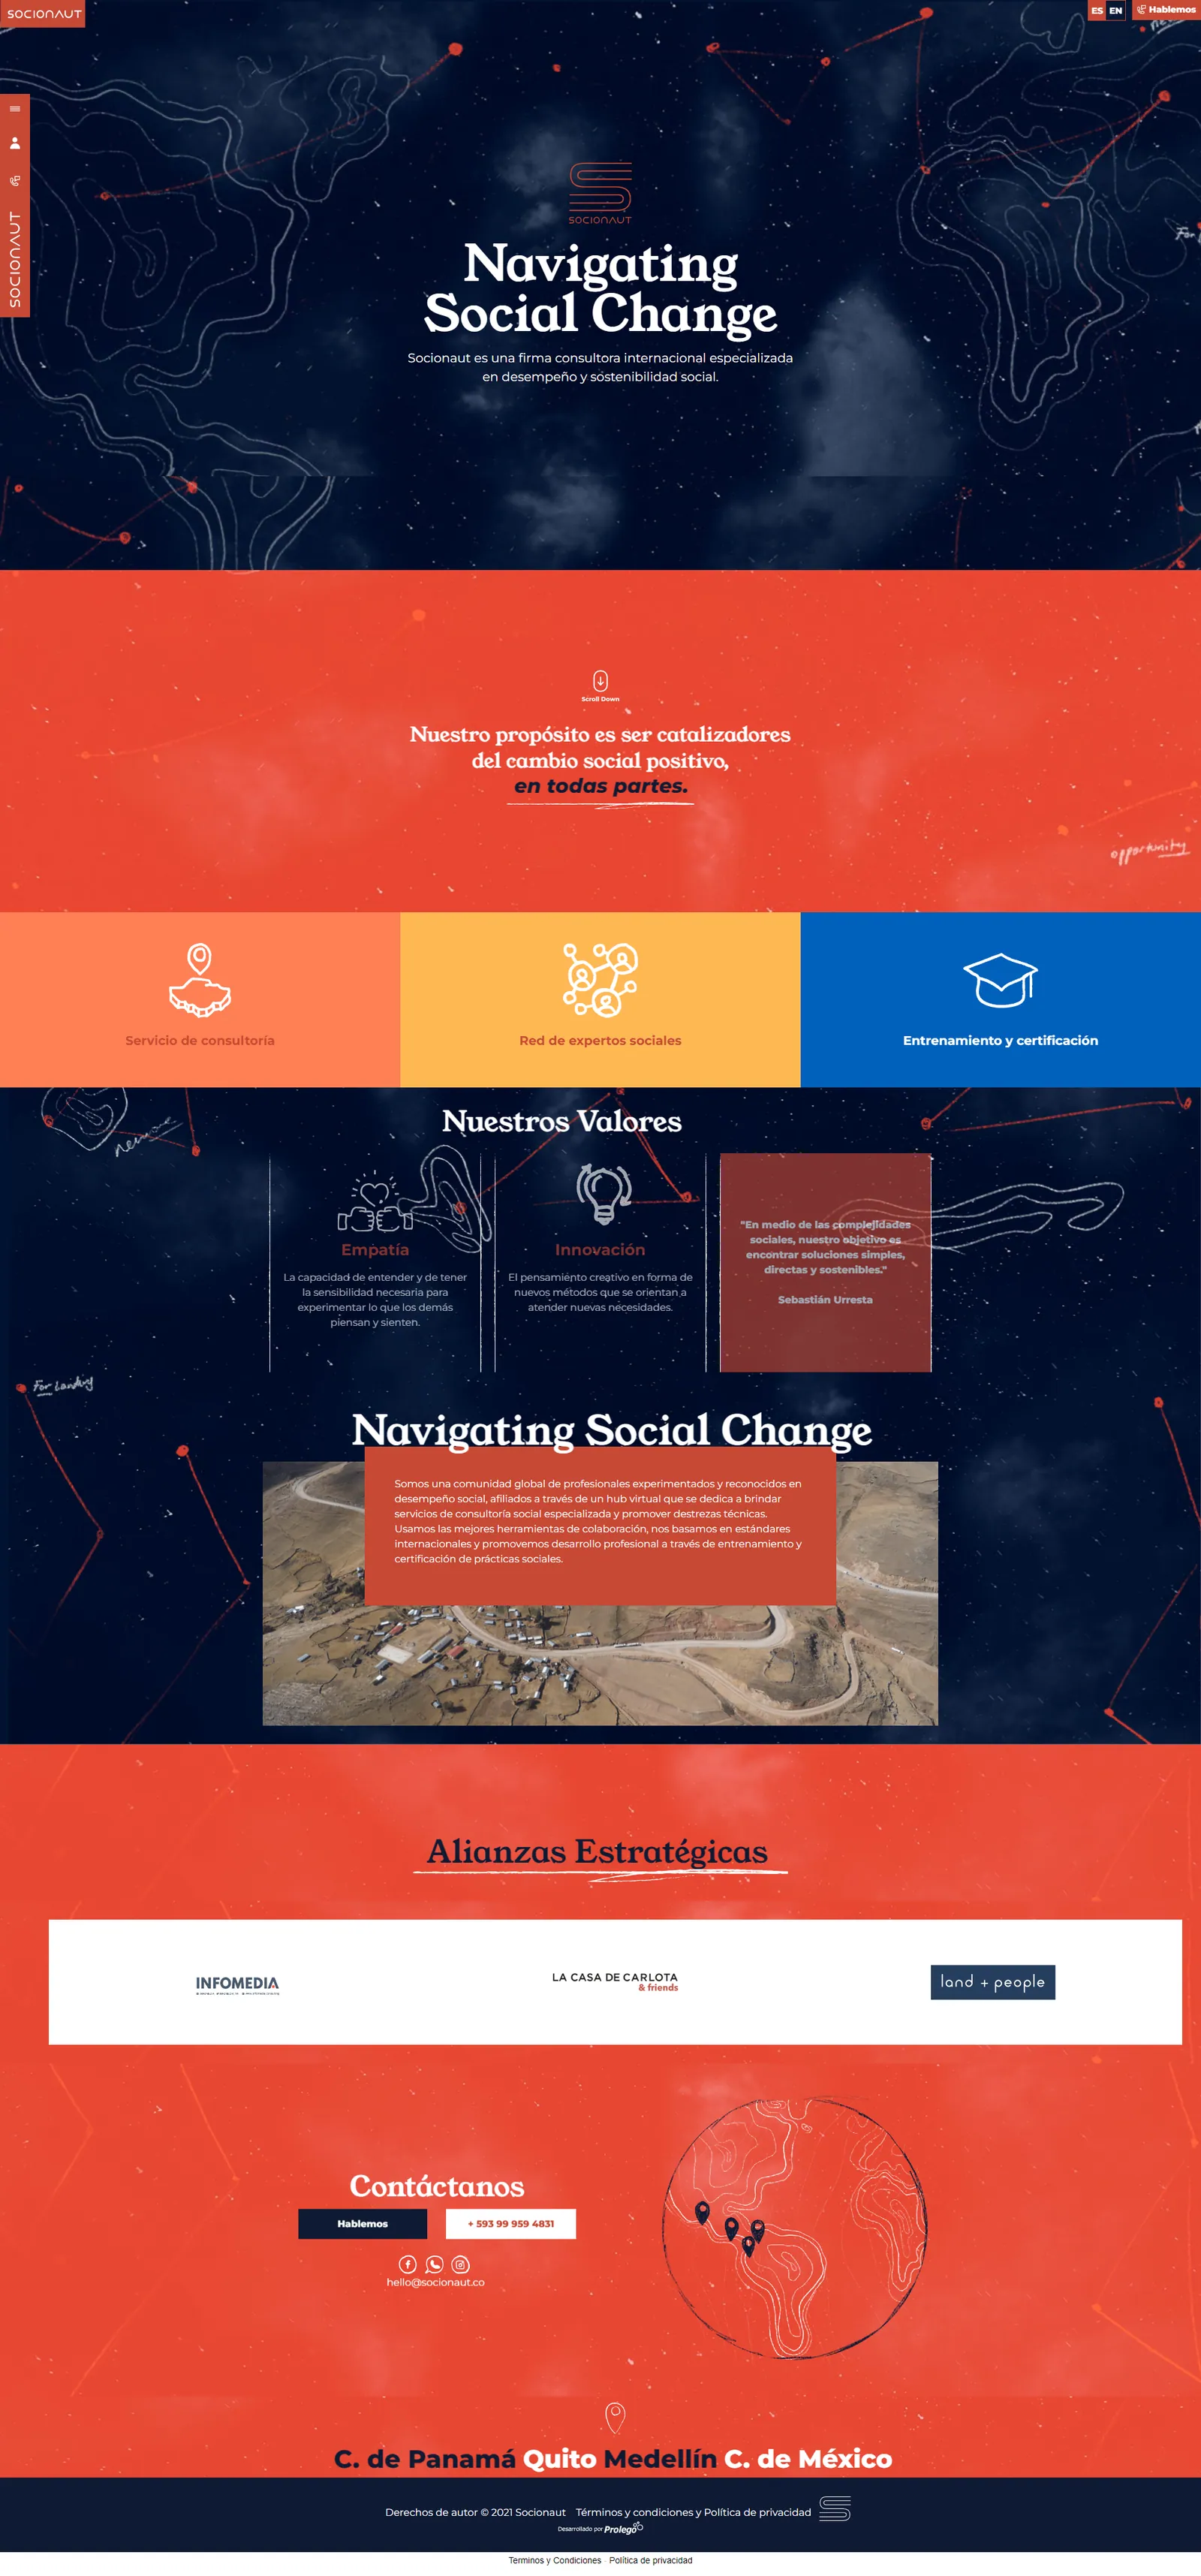 SOCIONAUT
ES EN
Hablemos
SOCIONAUT
SOCIONAUT
Navigating
Social Change
Socionaut es una firma consultora internacional especializada
en desempeño y sostenibilidad social.
Scroll Down
Nuestro propósito es ser catalizadores
del cambio social positivo,
en todas partes.
opportunity
Servicio de consultoría
Red de expertos sociales
Entrenamiento y certificación
Nuestros Valores
Empatía
La capacidad de entender y de tener
la sensibilidad necesaria para
experimentar lo que los demás
piensan y sienten.
Innovación
El pensamiento creativo en forma de
nuevos métodos que se orientan a
atender nuevas necesidades.
"En medio de las complejidades
sociales, nuestro objetivo es
encontrar soluciones simples,
directas y sostenibles."
Sebastián Urresta
For Landing
Navigating Social Change
Somos una comunidad global de profesionales experimentados y reconocidos en
desempeño social, afiliados a través de un hub virtual que se dedica a brindar
servicios de consultoría social especializada y promover destrezas técnicas.
Usamos las mejores herramientas de colaboración, nos basamos en estándares
internacionales y promovemos desarrollo profesional a través de entrenamiento y
certificación de prácticas sociales.
Alianzas Estratégicas
INFOMEDIA
LA CASA DE CARLOTA
& friends
land + people
Contáctanos
Hablemos
+ 593 99 959 4831
hello@socionaut.co
C. de Panamá Quito Medellín C. de México
Derechos de autor © 2021 Socionaut Términos y condiciones y Política de privacidad
Desarrollado por Prolego
Terminos y Condiciones - Política de privacidad